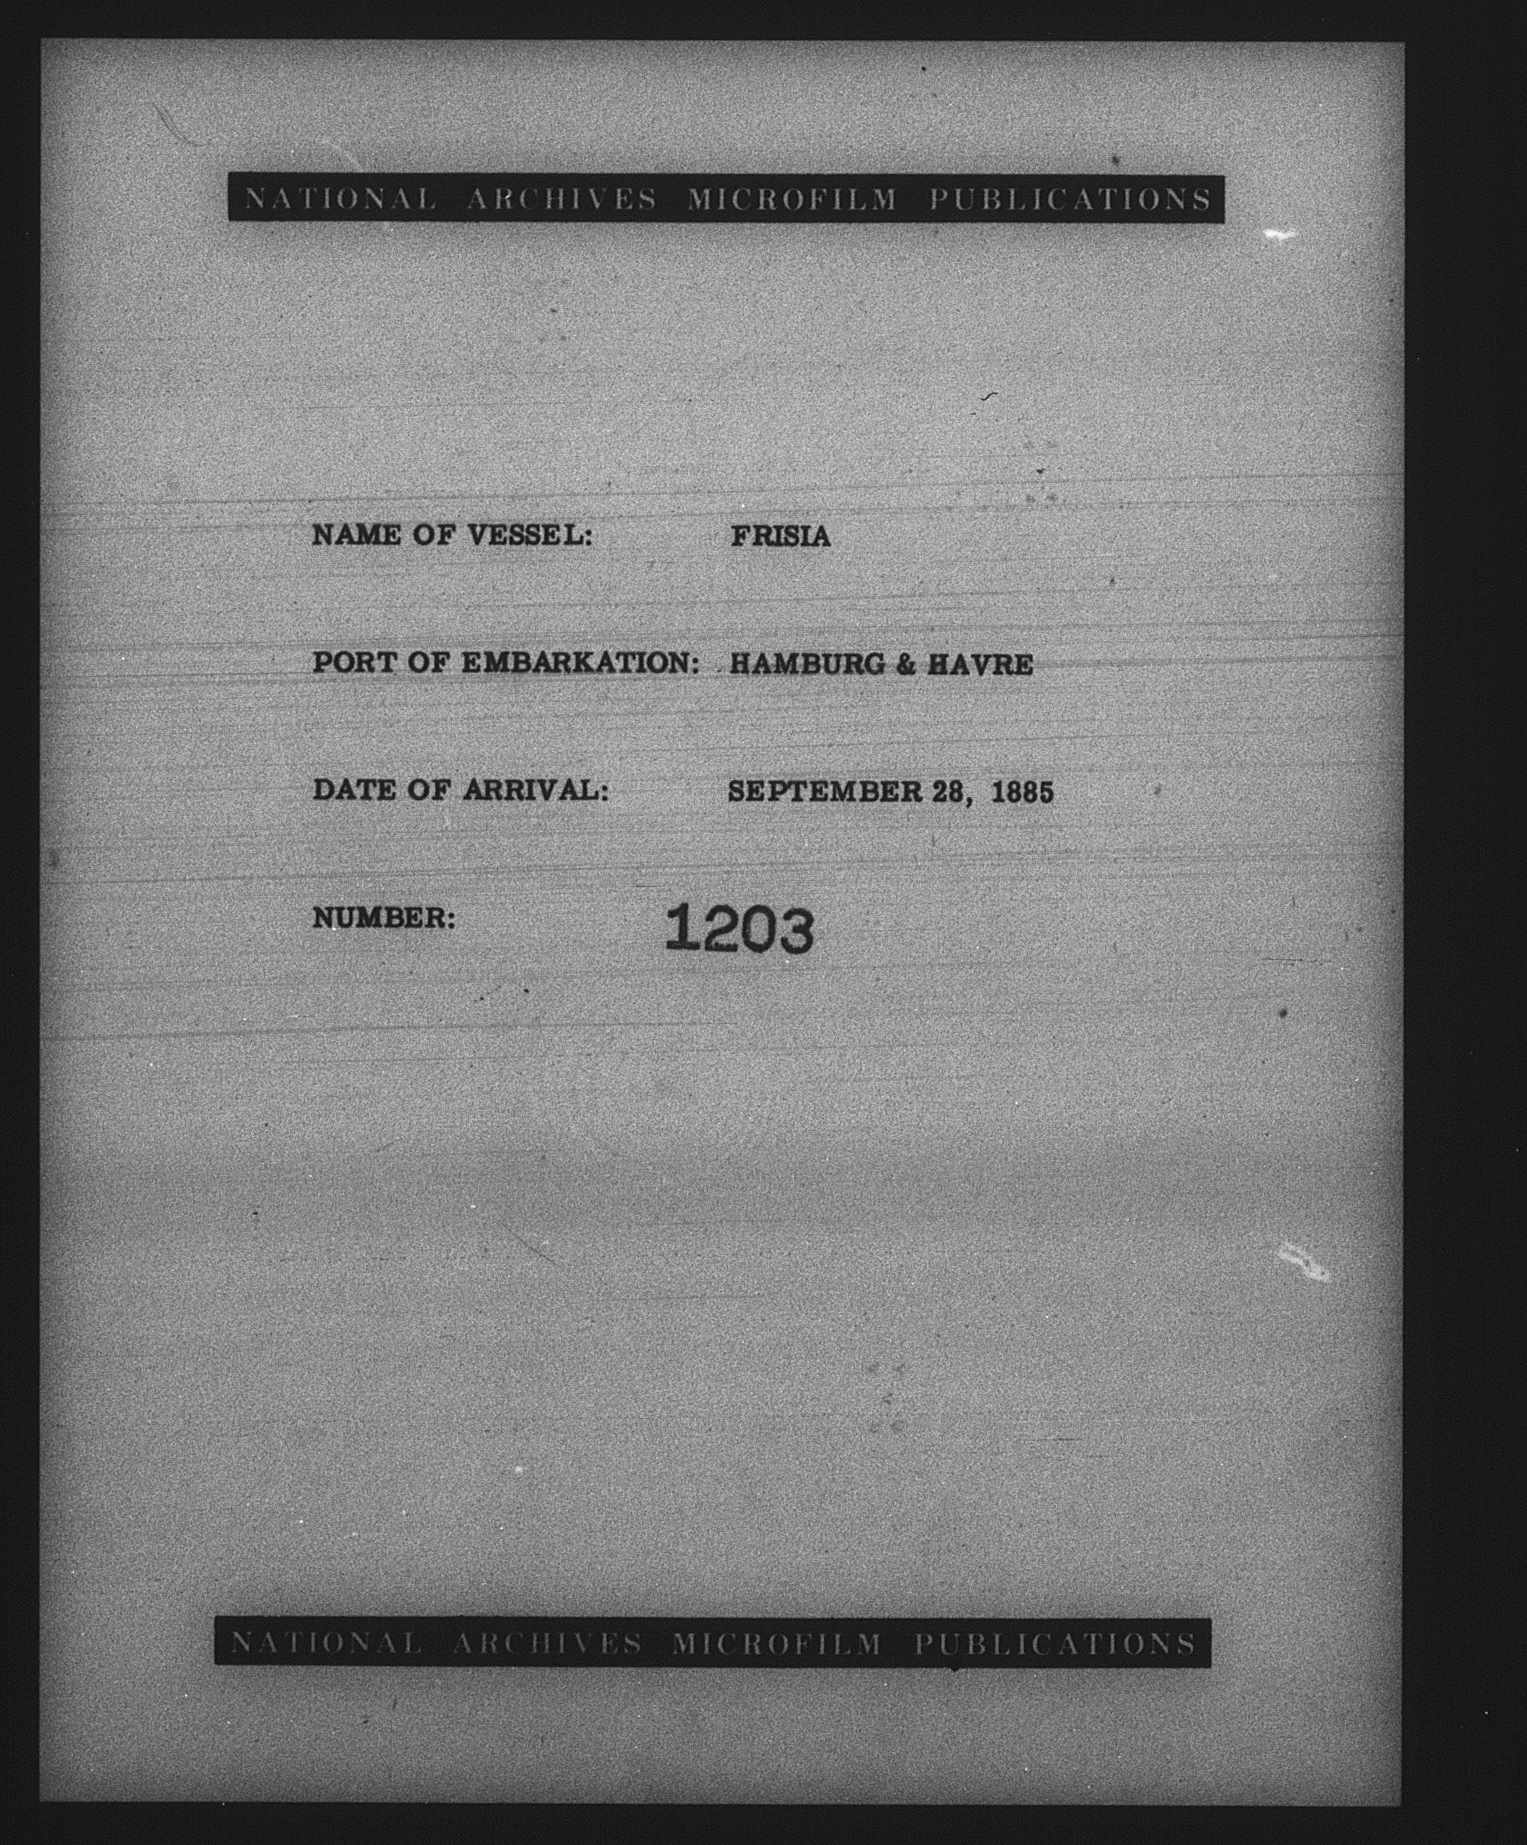 NATIONAL ARCHIVES MICROFILM PUBLICATIONS
NAME OF VESSEL: FRISIA
PORT OF EMBARKATION: HAMBURG & HAVRE
DATE OF ARRIVAL: SEPTEMBER 28, 1885
NUMBER: 1203
NATIONAL ARCHIVES MICROFILM PUBLICATIONS